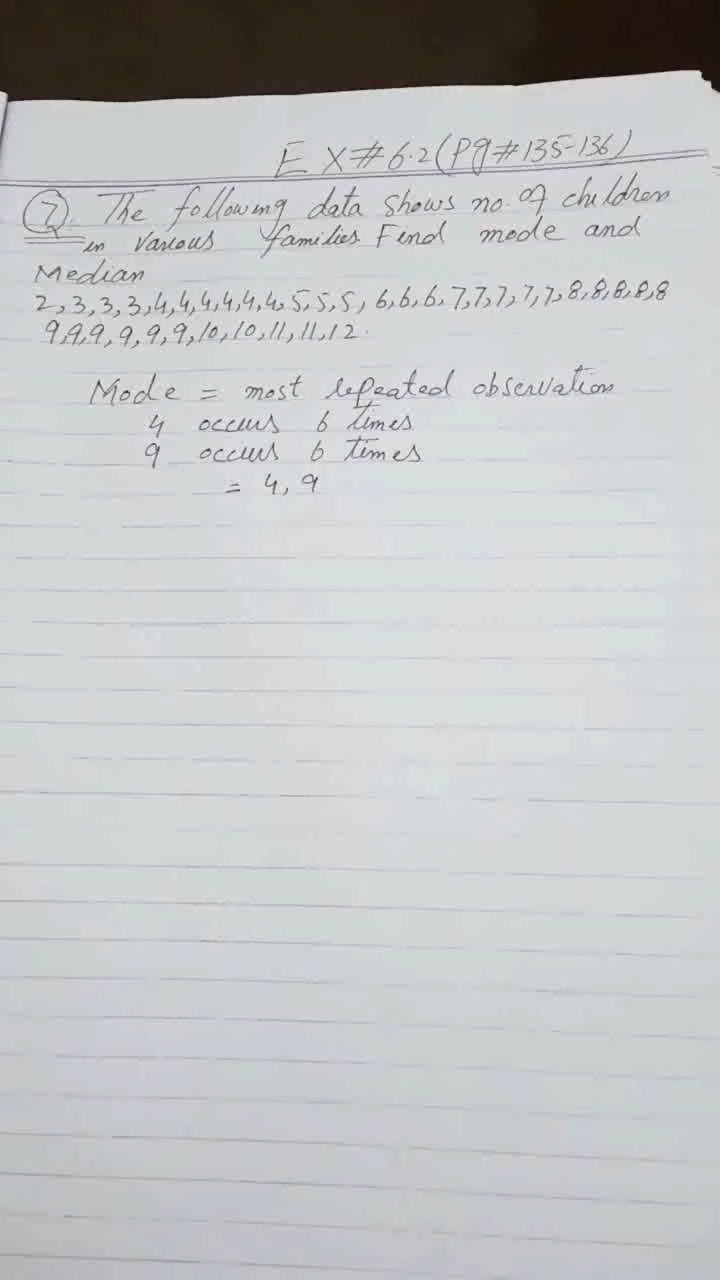 EX#6.2(Pg#135-136)
Q7. The following data shows no. of children
in various families. Find mode and
Median
2,3,3,3,4,4,4,4,4,4,5,5,5,6,6,6,7,7,7,7,7,8,8,8,8,8
9,9,9,9,9,9,10,10,11,11,12.
Mode = most repeated observation
4 occurs 6 times
9 occurs 6 times
= 4, 9